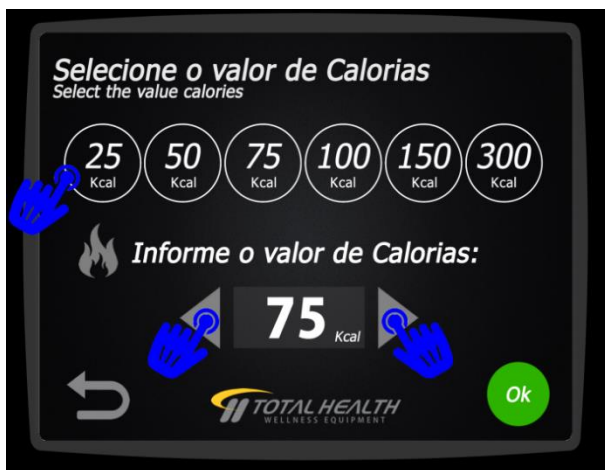 Selecione o valor de Calorias
Select the value calories
25 50 75 100 150 300
Kcal Kcal Kcal Kcal Kcal Kcal
Informe o valor de Calorias:
75 Kcal
TOTAL HEALTH
WELLNESS EQUIPMENT
Ok